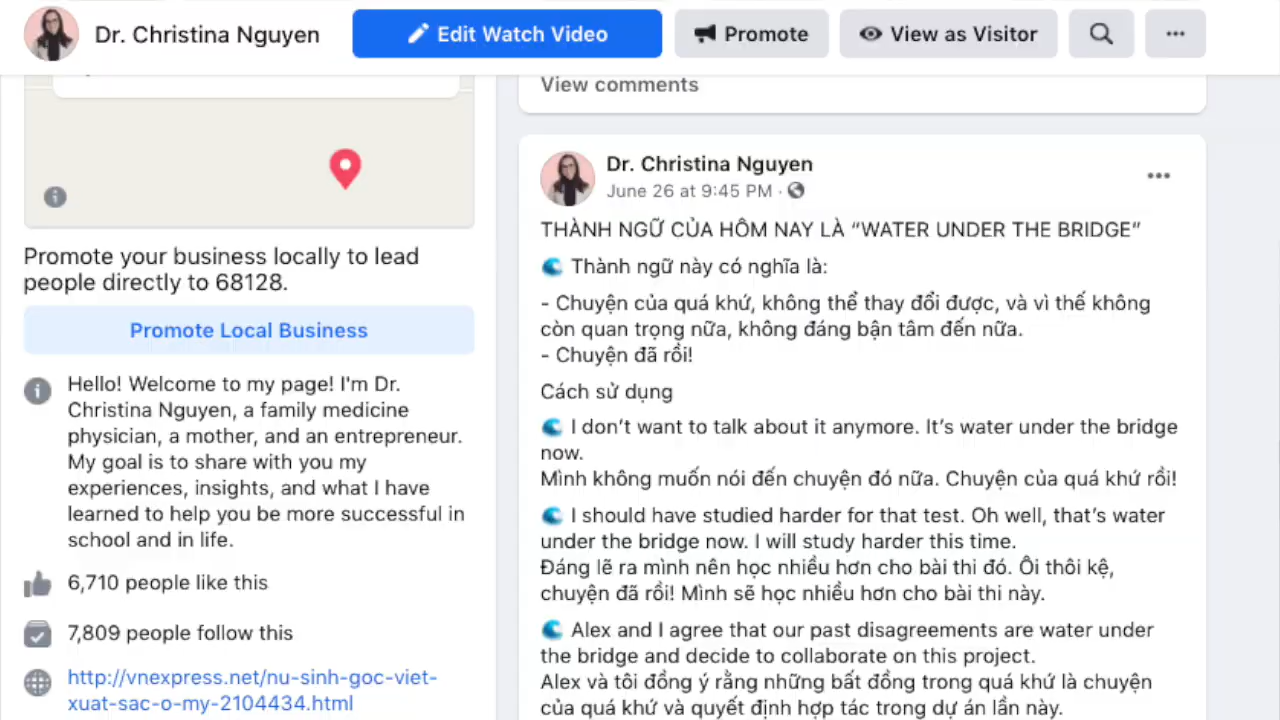 Dr. Christina Nguyen
Edit Watch Video
Promote
View as Visitor
View comments
Promote your business locally to lead
people directly to 68128.
Promote Local Business
Hello! Welcome to my page! I'm Dr.
Christina Nguyen, a family medicine
physician, a mother, and an entrepreneur.
My goal is to share with you my
experiences, insights, and what I have
learned to help you be more successful in
school and in life.
6,710 people like this
7,809 people follow this
http://vnexpress.net/nu-sinh-goc-viet-
xuat-sac-o-my-2104434.html
Dr. Christina Nguyen
June 26 at 9:45 PM ·
THÀNH NGỮ CỦA HÔM NAY LÀ “WATER UNDER THE BRIDGE”
Thành ngữ này có nghĩa là:
- Chuyện của quá khứ, không thể thay đổi được, và vì thế không
còn quan trọng nữa, không đáng bận tâm đến nữa.
- Chuyện đã rồi!
Cách sử dụng
I don’t want to talk about it anymore. It’s water under the bridge
now.
Mình không muốn nói đến chuyện đó nữa. Chuyện của quá khứ rồi!
I should have studied harder for that test. Oh well, that’s water
under the bridge now. I will study harder this time.
Đáng lẽ ra mình nên học nhiều hơn cho bài thi đó. Ôi thôi kệ,
chuyện đã rồi! Mình sẽ học nhiều hơn cho bài thi này.
Alex and I agree that our past disagreements are water under
the bridge and decide to collaborate on this project.
Alex và tôi đồng ý rằng những bất đồng trong quá khứ là chuyện
của quá khứ và quyết định hợp tác trong dự án lần này.